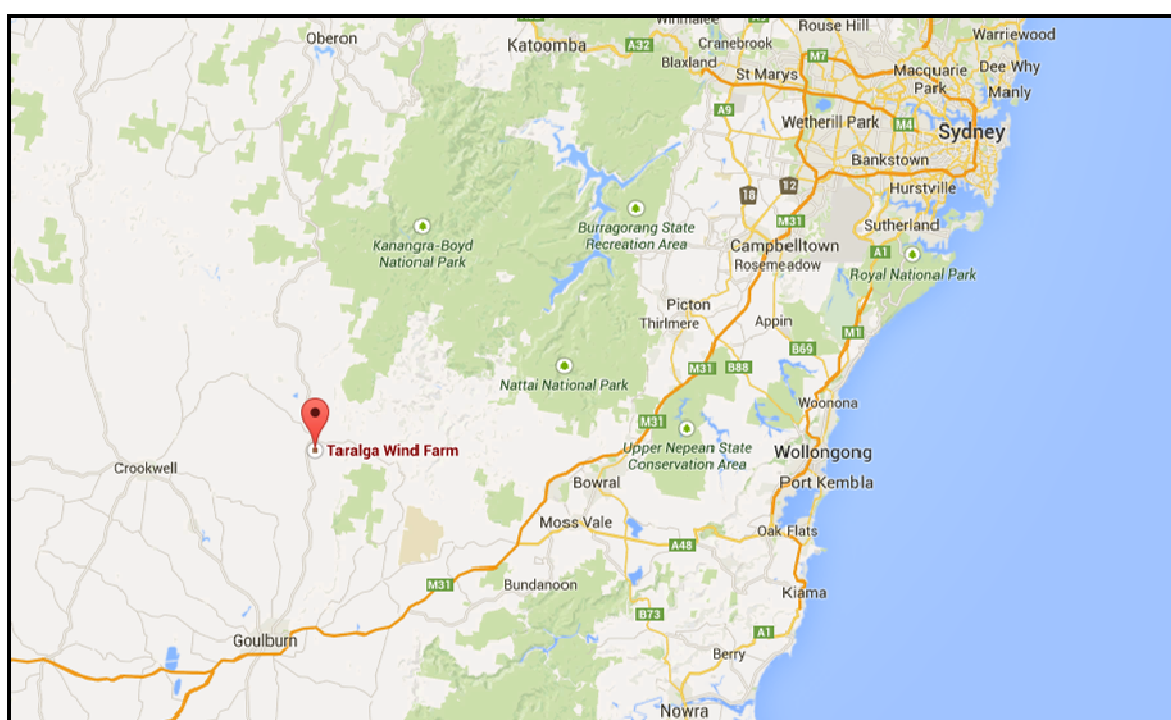 Oberon
Katoomba
A32
Winmalee
Cranebrook
Rouse Hill
Warriewood
Blaxland
St Marys
M7
Macquarie
Park
Dee Why
Manly
A9
Wetherill Park
M4
Sydney
Bankstown
18
12
Hurstville
M31
Sutherland
Kanangra-Boyd
National Park
Burragorang State
Recreation Area
Campbelltown
Rosemeadow
A1
Royal National Park
Picton
Thirlmere
Appin
M1
B69
M31
B88
Nattai National Park
Woonona
M31
Taralga Wind Farm
Upper Nepean State
Conservation Area
Wollongong
Crookwell
Bowral
Port Kembla
Moss Vale
Oak Flats
A48
M31
Bundanoon
Kiama
B73
A1
Goulburn
Berry
Nowra